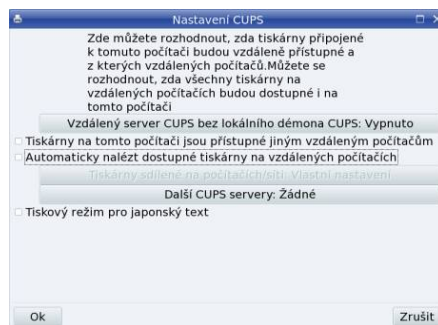 Nastavení CUPS
Zde můžete rozhodnout, zda tiskárny připojené
k tomuto počítači budou vzdáleně přístupné a
z kterých vzdálených počítačů.Můžete se
rozhodnout, zda všechny tiskárny na
vzdálených počítačích budou dostupné i na
tomto počítači
Vzdálený server CUPS bez lokálního démona CUPS: Vypnuto
Tiskárny na tomto počítači jsou přístupné jiným vzdáleným počítačům
Automaticky nalézt dostupné tiskárny na vzdálených počítačích
Tiskárny sdílené na počítačích/síti: Vlastní nastavení
Další CUPS servery: Žádné
Tiskový režim pro japonský text
Ok
Zrušit